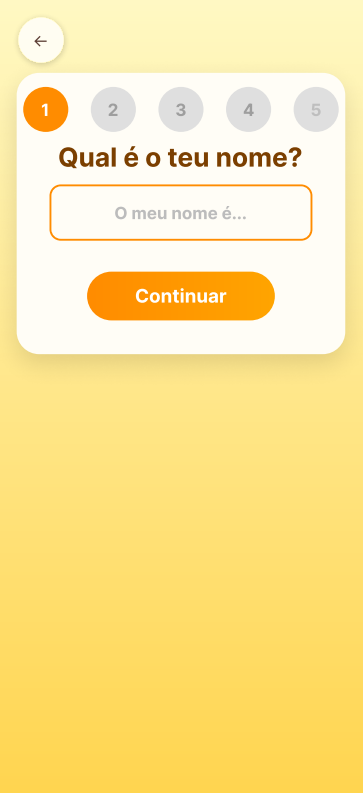 ←
1 2 3 4 5
Qual é o teu nome?
O meu nome é...
Continuar